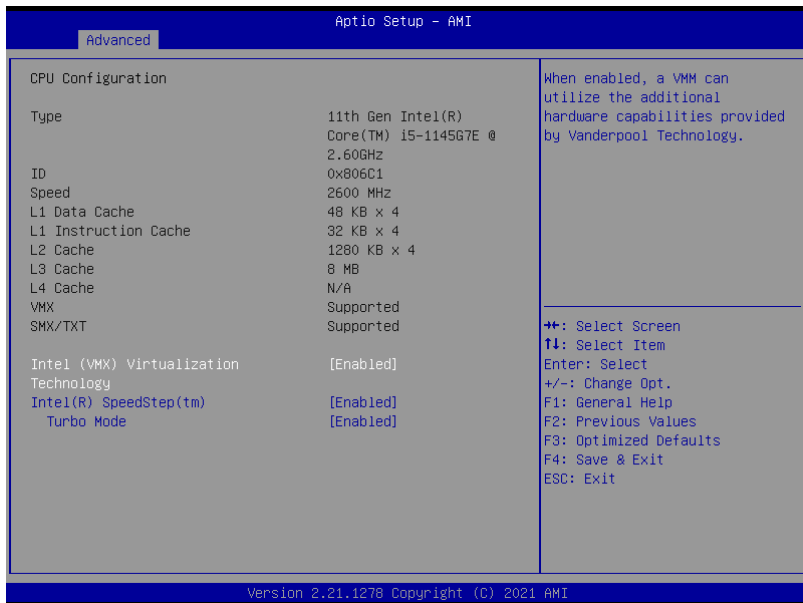 Aptio Setup – AMI
Advanced
CPU Configuration
Type 11th Gen Intel(R)
Core(TM) i5-1145G7E @
2.60GHz
ID 0x806C1
Speed 2600 MHz
L1 Data Cache 48 KB x 4
L1 Instruction Cache 32 KB x 4
L2 Cache 1280 KB x 4
L3 Cache 8 MB
L4 Cache N/A
VMX Supported
SMX/TXT Supported
Intel (VMX) Virtualization [Enabled]
Technology
Intel(R) SpeedStep(tm) [Enabled]
Turbo Mode [Enabled]
When enabled, a VMM can
utilize the additional
hardware capabilities provided
by Vanderpool Technology.
→←: Select Screen
↑↓: Select Item
Enter: Select
+/-: Change Opt.
F1: General Help
F2: Previous Values
F3: Optimized Defaults
F4: Save & Exit
ESC: Exit
Version 2.21.1278 Copyright (C) 2021 AMI